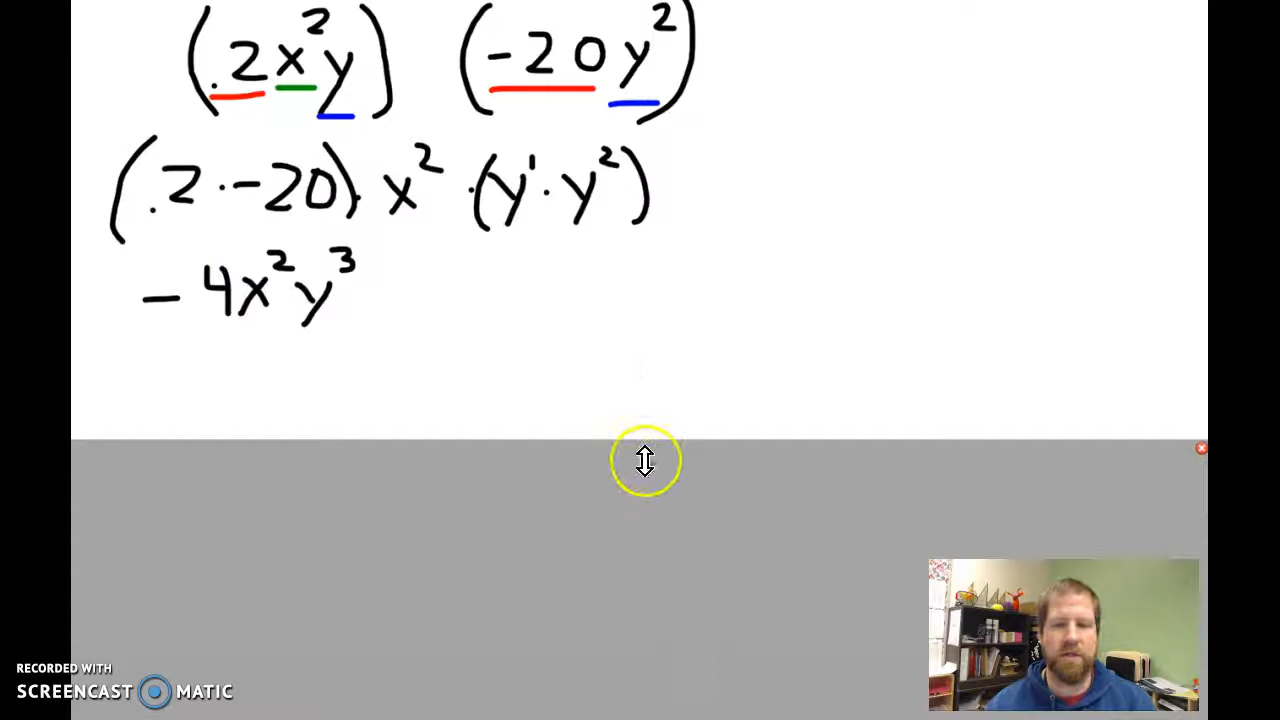 (.2x²y) (-20y²)
(.2 · -20) · x² · (y¹ · y²)
- 4x²y³
RECORDED WITH
SCREENCAST MATIC